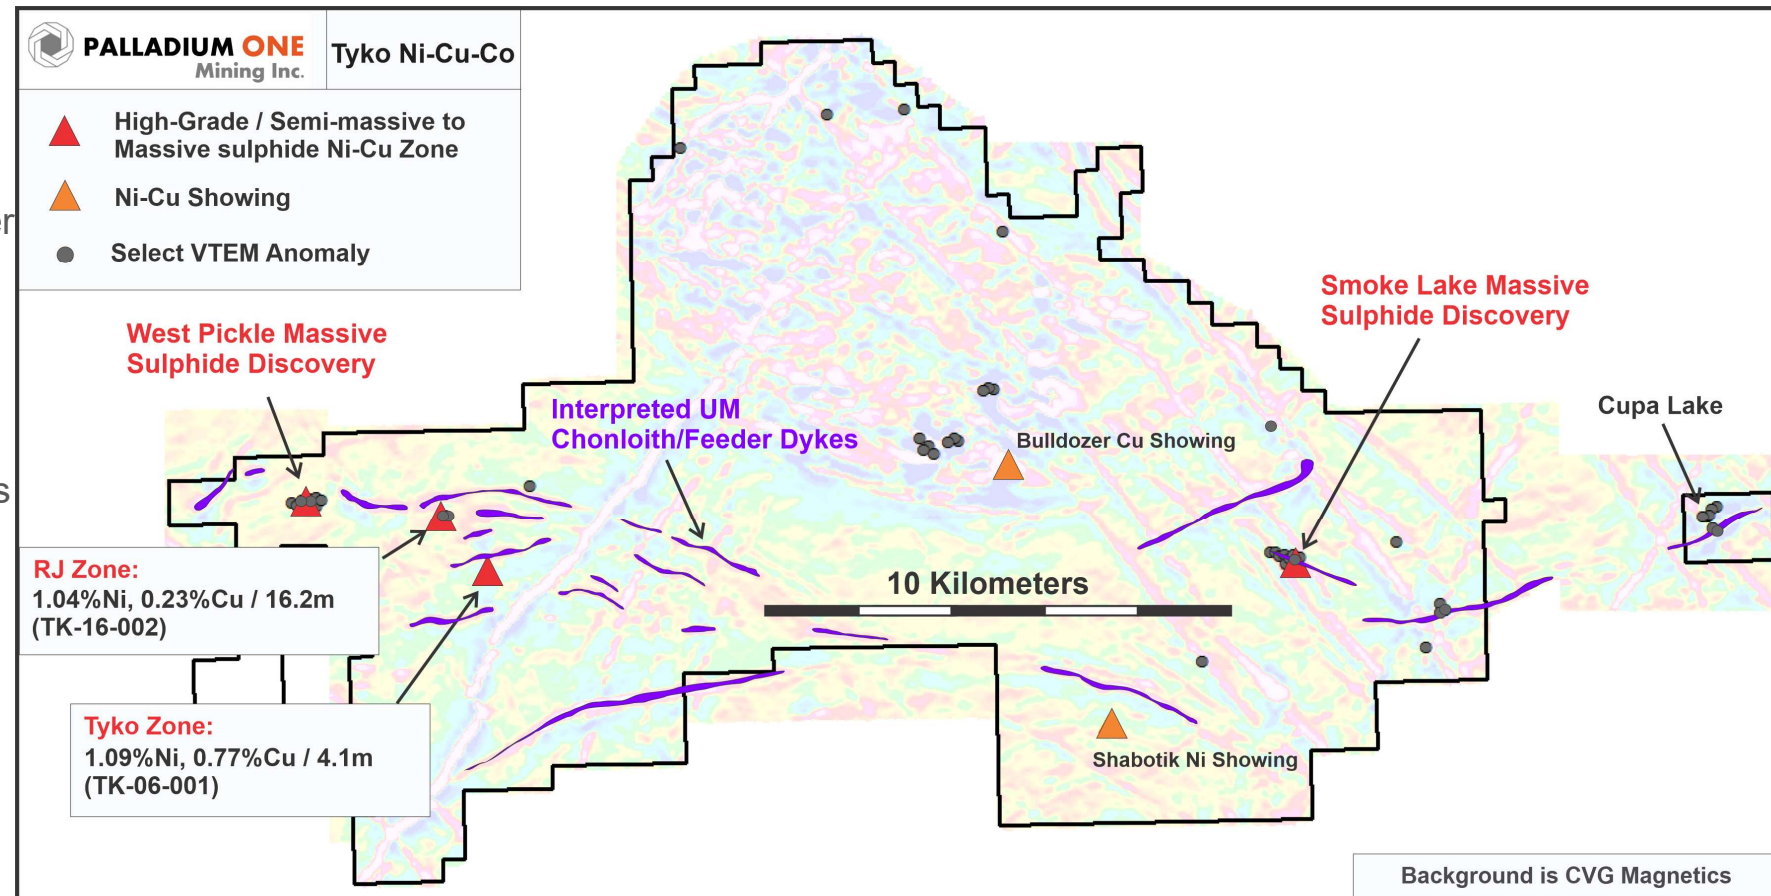 PALLADIUM ONE
Mining Inc.
Tyko Ni-Cu-Co
High-Grade / Semi-massive to
Massive sulphide Ni-Cu Zone
Ni-Cu Showing
Select VTEM Anomaly
er
s
West Pickle Massive
Sulphide Discovery
Interpreted UM
Chonloith/Feeder Dykes
Smoke Lake Massive
Sulphide Discovery
Cupa Lake
Bulldozer Cu Showing
10 Kilometers
RJ Zone:
1.04%Ni, 0.23%Cu / 16.2m
(TK-16-002)
Tyko Zone:
1.09%Ni, 0.77%Cu / 4.1m
(TK-06-001)
Shabotik Ni Showing
Background is CVG Magnetics